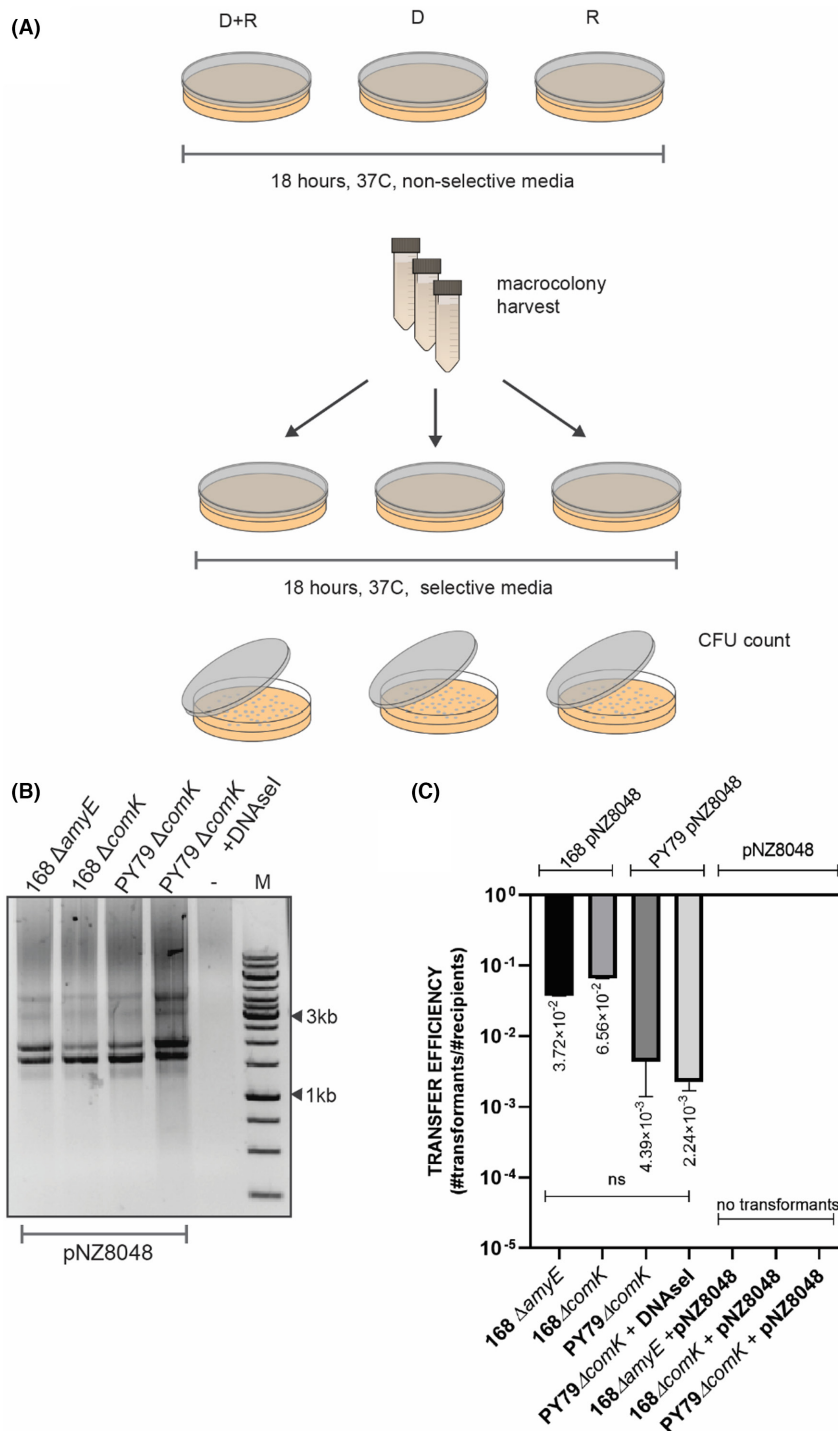 (A)
D+R
D
R
18 hours, 37C, non-selective media
macrocolony
harvest
18 hours, 37C, selective media
CFU count
(B)
168 ΔamyE
168 ΔcomK
PY79 ΔcomK
PY79 ΔcomK
+DNAseI
-
M
3kb
1kb
pNZ8048
(C)
168 pNZ8048
PY79 pNZ8048
pNZ8048
TRANSFER EFFICIENCY
(#transformants/#recipients)
10⁰
10⁻¹
10⁻²
10⁻³
10⁻⁴
10⁻⁵
3.72×10⁻²
6.56×10⁻²
4.39×10⁻³
2.24×10⁻³
ns
no transformants
168 ΔamyE
168ΔcomK
PY79ΔcomK
PY79ΔcomK + DNAseI
168ΔamyE +pNZ8048
168ΔcomK + pNZ8048
PY79ΔcomK + pNZ8048